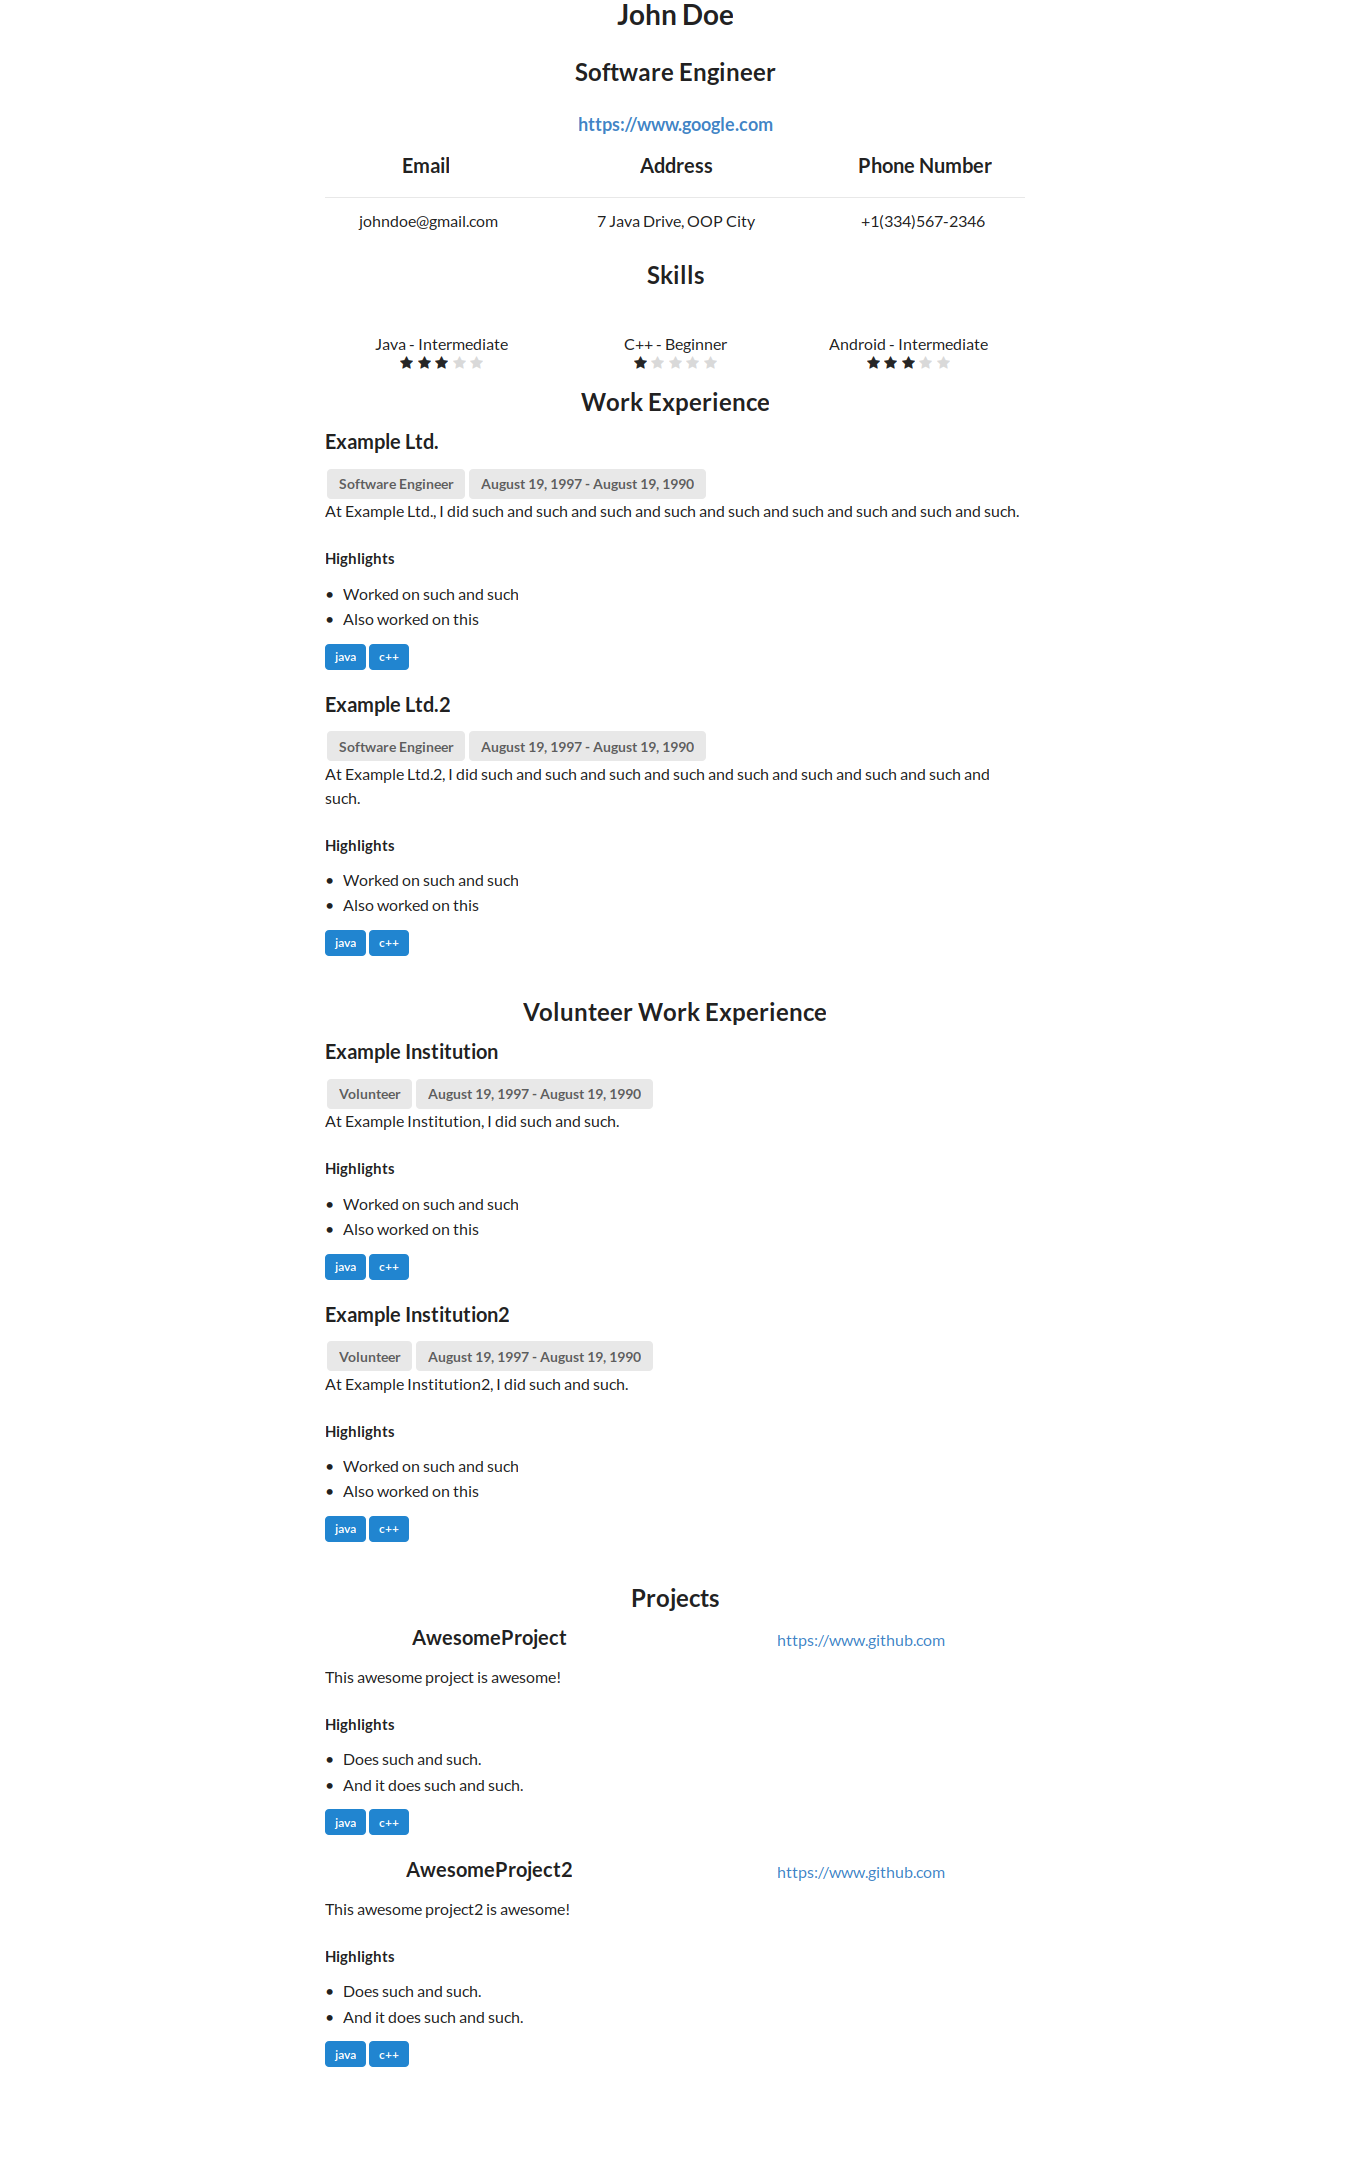 John Doe
Software Engineer
https://www.google.com
Email Address Phone Number
johndoe@gmail.com 7 Java Drive, OOP City +1(334)567-2346
Skills
Java - Intermediate C++ - Beginner Android - Intermediate
Work Experience
Example Ltd.
Software Engineer August 19, 1997 - August 19, 1990
At Example Ltd., I did such and such and such and such and such and such and such and such and such.
Highlights
• Worked on such and such
• Also worked on this
java c++
Example Ltd.2
Software Engineer August 19, 1997 - August 19, 1990
At Example Ltd.2, I did such and such and such and such and such and such and such and such and
such.
Highlights
• Worked on such and such
• Also worked on this
java c++
Volunteer Work Experience
Example Institution
Volunteer August 19, 1997 - August 19, 1990
At Example Institution, I did such and such.
Highlights
• Worked on such and such
• Also worked on this
java c++
Example Institution2
Volunteer August 19, 1997 - August 19, 1990
At Example Institution2, I did such and such.
Highlights
• Worked on such and such
• Also worked on this
java c++
Projects
AwesomeProject https://www.github.com
This awesome project is awesome!
Highlights
• Does such and such.
• And it does such and such.
java c++
AwesomeProject2 https://www.github.com
This awesome project2 is awesome!
Highlights
• Does such and such.
• And it does such and such.
java c++